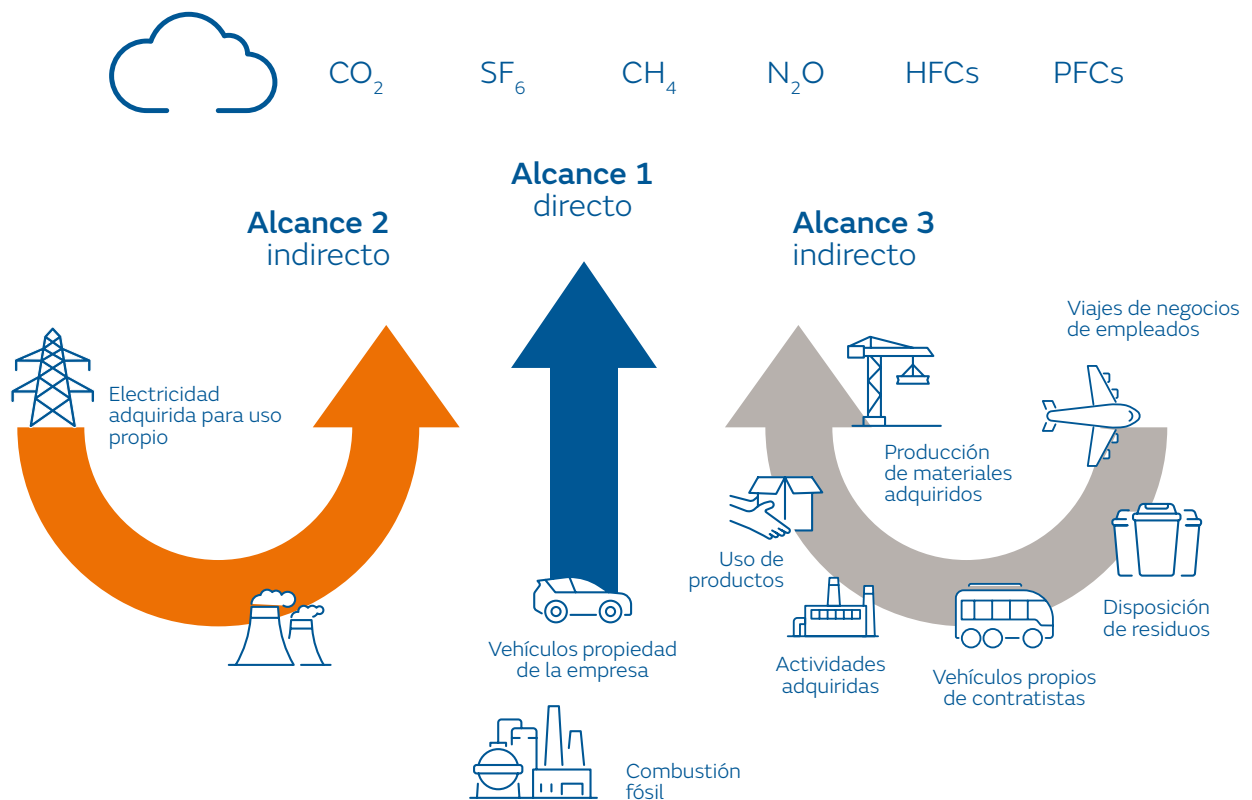 CO₂ SF₆ CH₄ N₂O HFCs PFCs
Alcance 1
directo
Alcance 2
indirecto
Alcance 3
indirecto
Electricidad
adquirida para uso
propio
Vehículos propiedad
de la empresa
Combustión
fósil
Viajes de negocios
de empleados
Producción
de materiales
adquiridos
Uso de
productos
Actividades
adquiridas
Vehículos propios
de contratistas
Disposición
de residuos